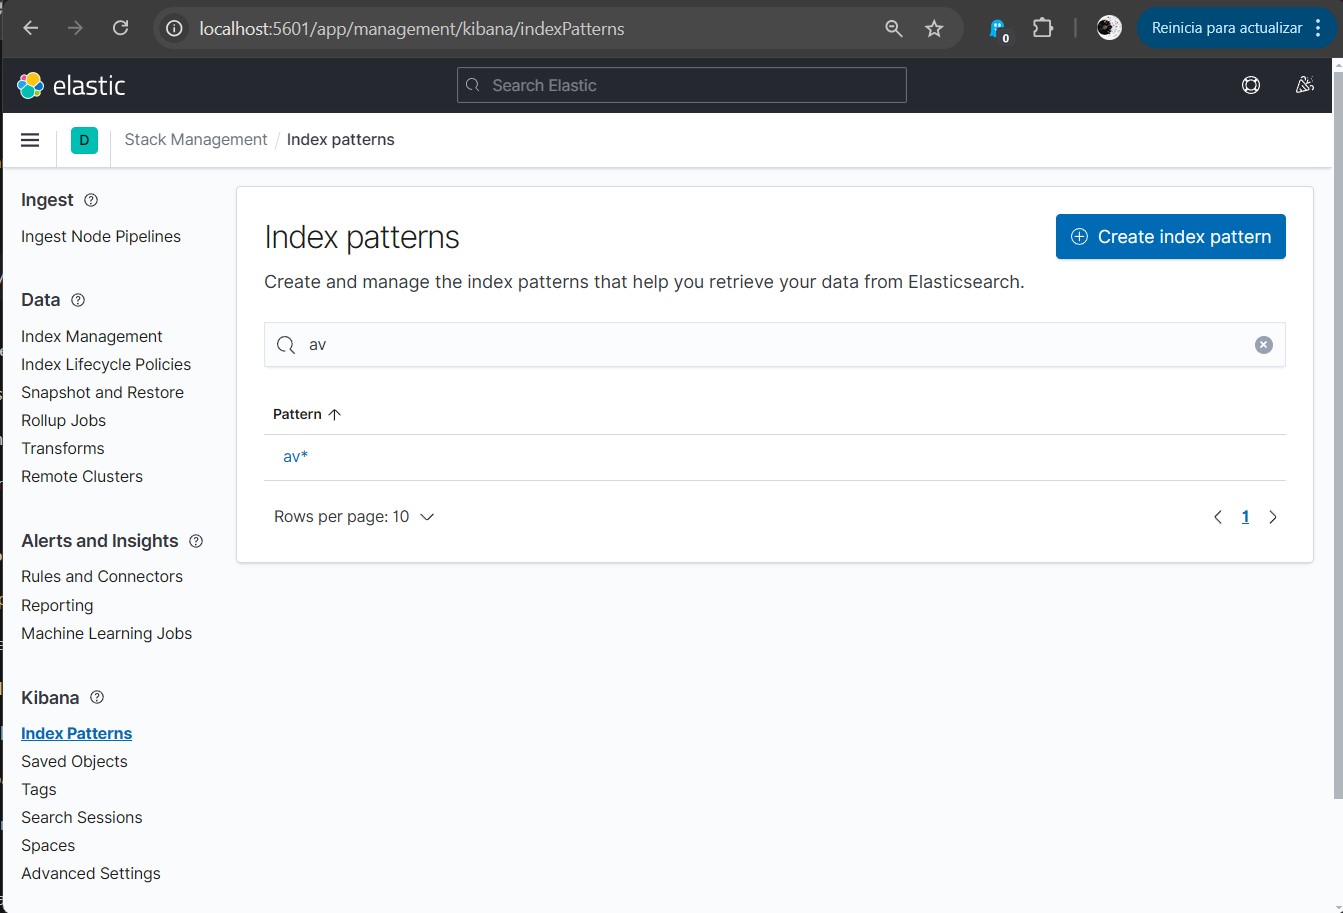 localhost:5601/app/management/kibana/indexPatterns
0
Reinicia para actualizar
elastic
Search Elastic
D
Stack Management / Index patterns
Ingest
Ingest Node Pipelines
Data
Index Management
Index Lifecycle Policies
Snapshot and Restore
Rollup Jobs
Transforms
Remote Clusters
Alerts and Insights
Rules and Connectors
Reporting
Machine Learning Jobs
Kibana
Index Patterns
Saved Objects
Tags
Search Sessions
Spaces
Advanced Settings
Index patterns
Create index pattern
Create and manage the index patterns that help you retrieve your data from Elasticsearch.
av
Pattern
av*
Rows per page: 10
1